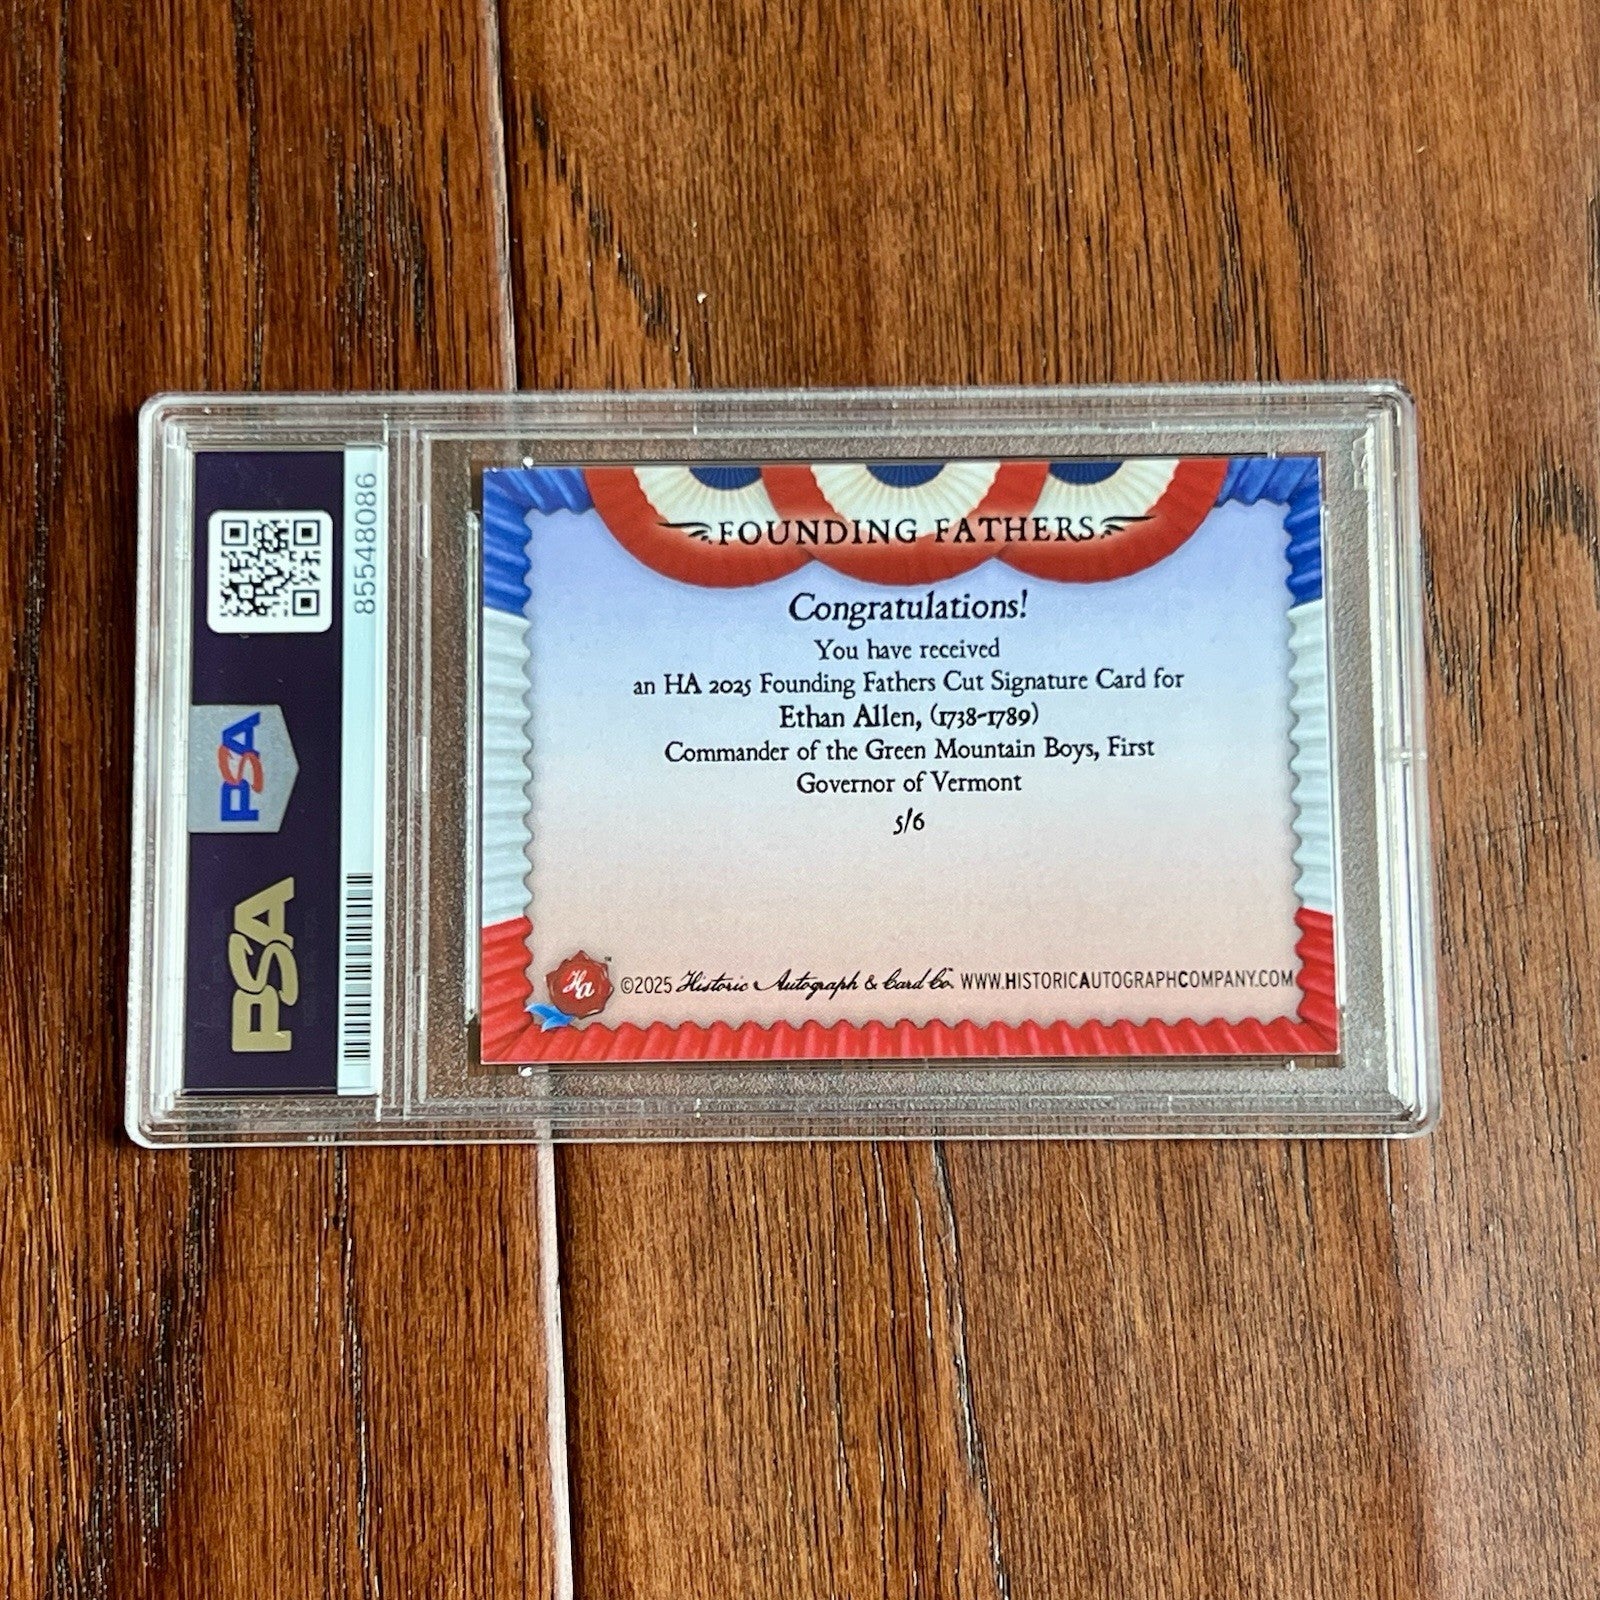 85548086
PSA
PSA
FOUNDING FATHERS
Congratulations!
You have received
an HA 2025 Founding Fathers Cut Signature Card for
Ethan Allen, (1738-1789)
Commander of the Green Mountain Boys, First
Governor of Vermont
5/6
HA ™ ©2025 Historic Autograph & Card Co.™ WWW.HISTORICAUTOGRAPHCOMPANY.COM